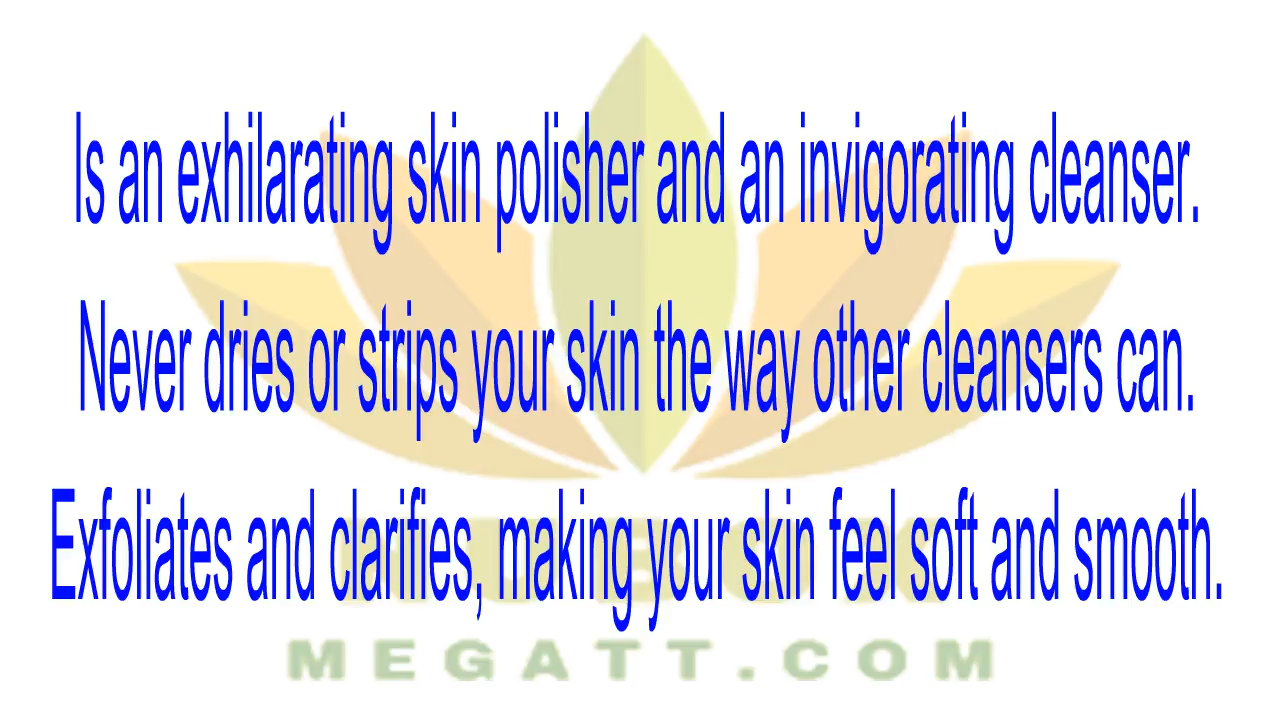 Is an exhilarating skin polisher and an invigorating cleanser.
Never dries or strips your skin the way other cleansers can.
Exfoliates and clarifies, making your skin feel soft and smooth.
MEGATT.COM